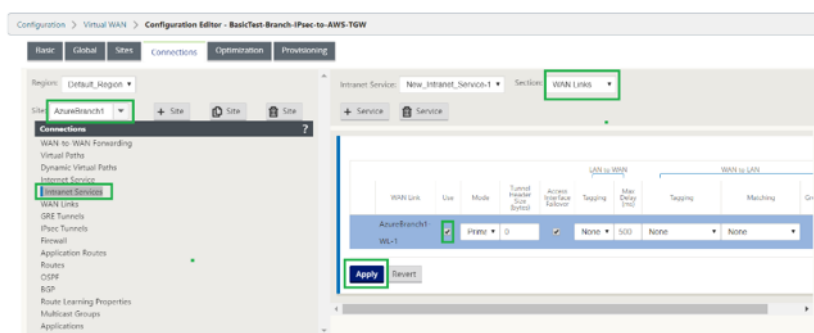 Configuration > Virtual WAN > Configuration Editor - BasicTest-Branch-IPsec-to-AWS-TGW
Basic Global Sites Connections Optimization Provisioning
Region: Default_Region
Site: AzureBranch1 + Site Site Site
Connections ?
WAN-to-WAN Forwarding
Virtual Paths
Dynamic Virtual Paths
Internet Service
Intranet Services
WAN Links
GRE Tunnels
IPsec Tunnels
Firewall
Application Routes
Routes
OSPF
BGP
Route Learning Properties
Multicast Groups
Applications
Intranet Service: New_Intranet_Service-1 Section: WAN Links
+ Service Service
LAN to WAN WAN to LAN
WAN Link Use Mode Tunnel Header Size (bytes) Access Interface Failover Tagging Max Delay (ms) Tagging Matching
AzureBranch1-WL-1 Prime 0 None 500 None None
Apply Revert